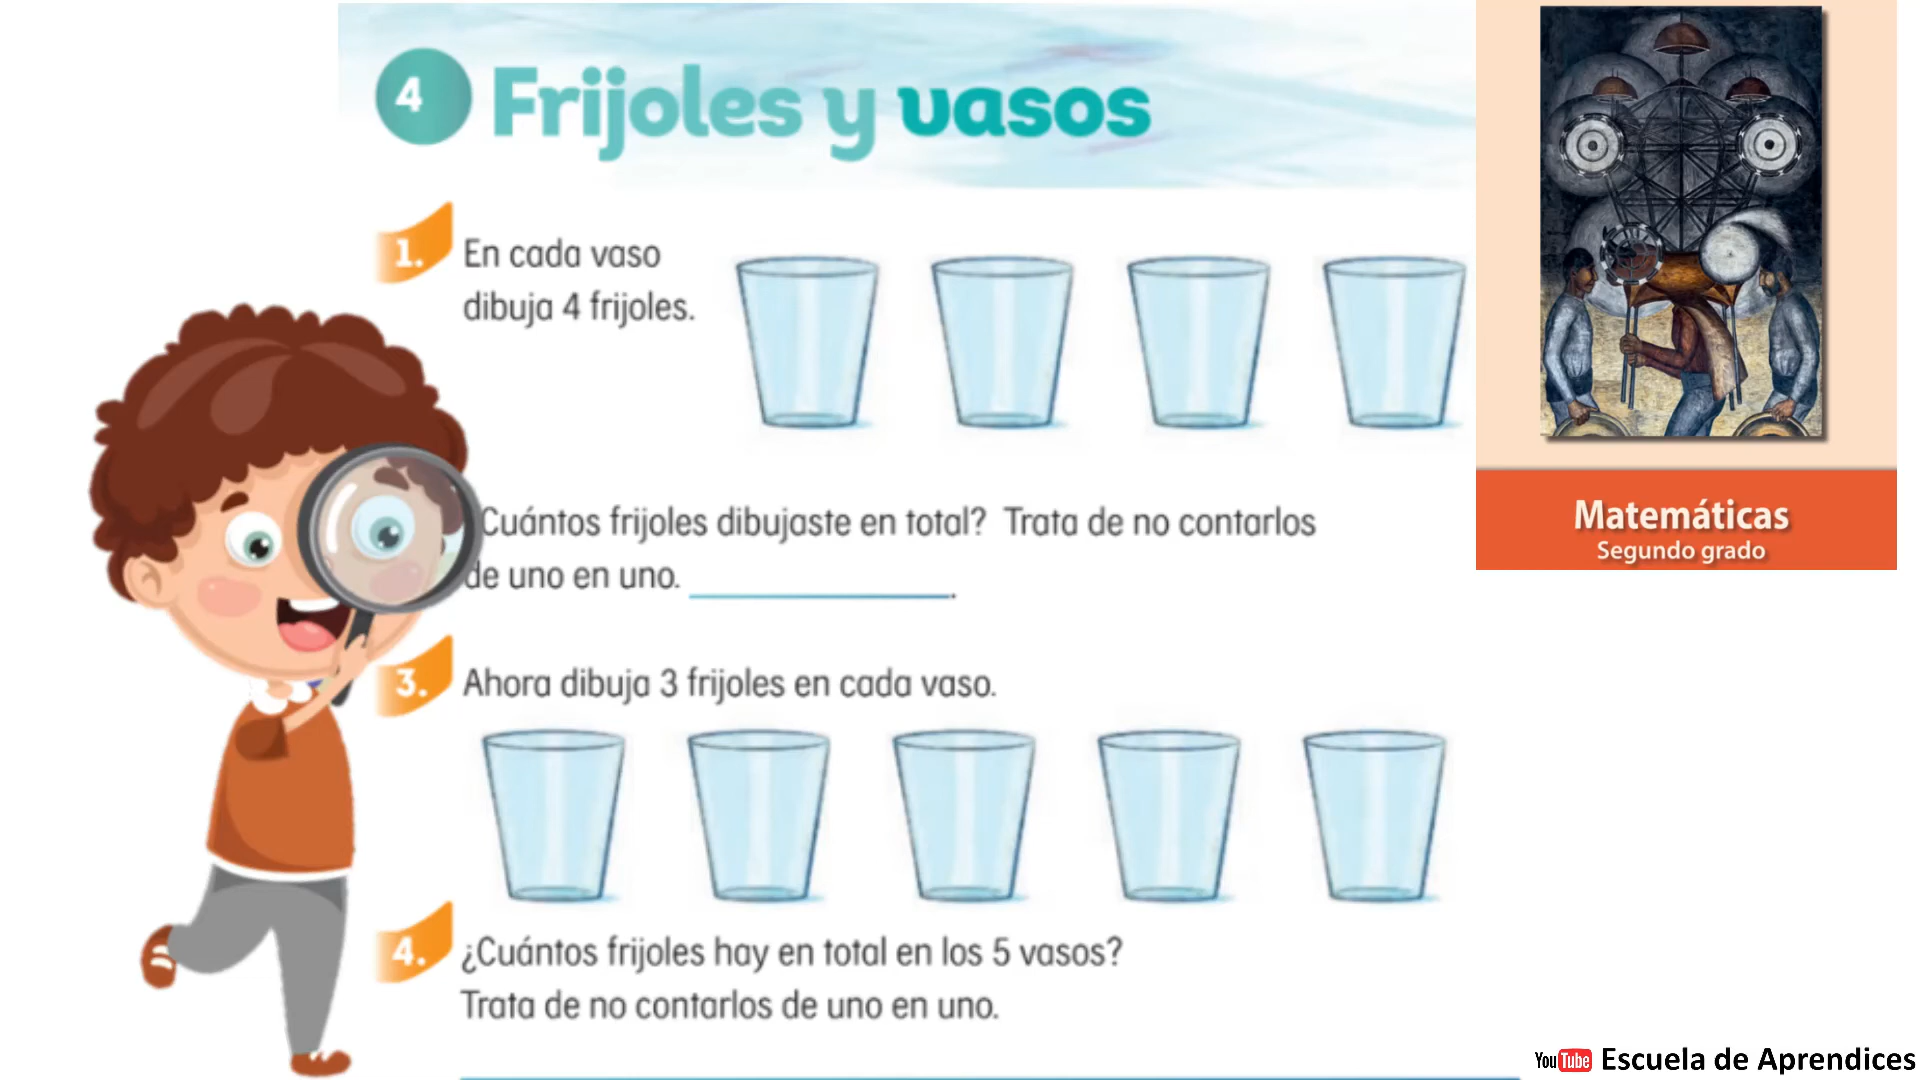 4 Frijoles y vasos
1. En cada vaso
dibuja 4 frijoles.
Cuántos frijoles dibujaste en total? Trata de no contarlos
de uno en uno. ____________.
3. Ahora dibuja 3 frijoles en cada vaso.
4. ¿Cuántos frijoles hay en total en los 5 vasos?
Trata de no contarlos de uno en uno.
Matemáticas
Segundo grado
YouTube Escuela de Aprendices